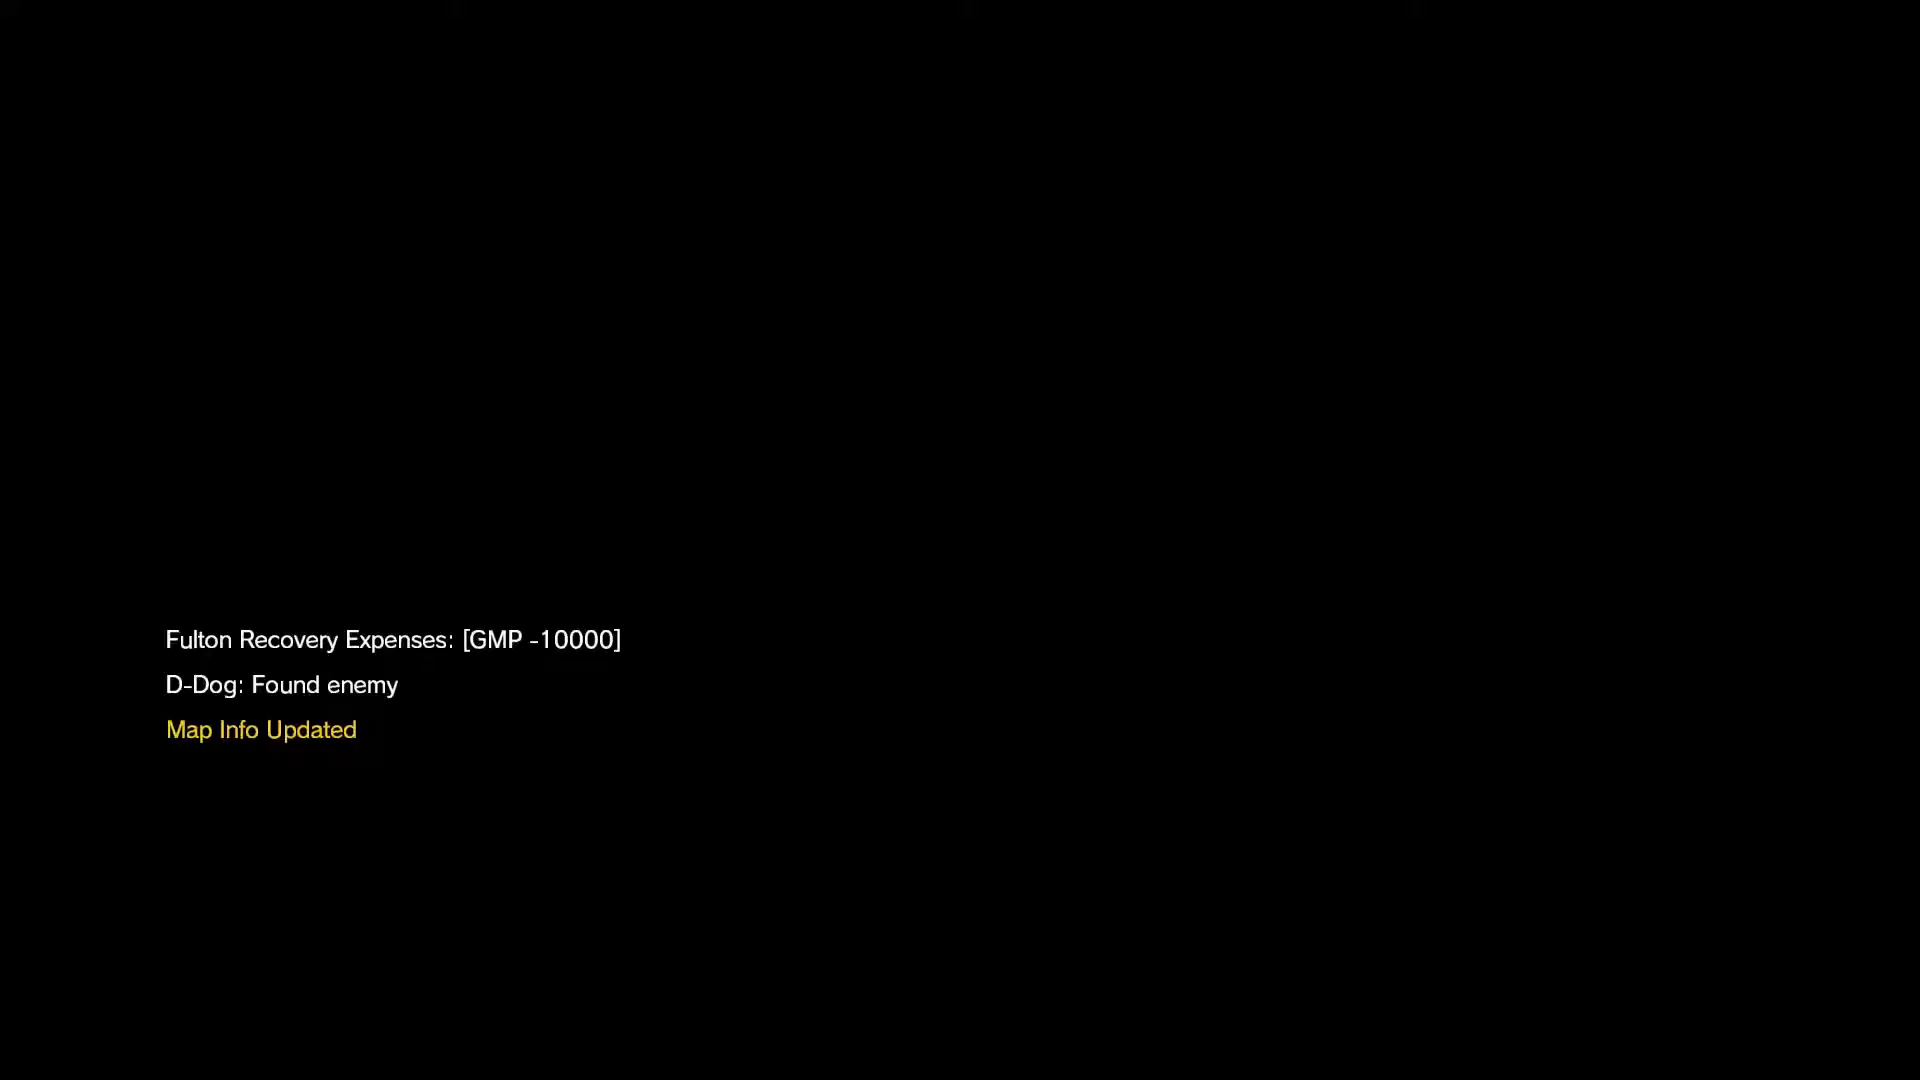 Fulton Recovery Expenses: [GMP -10000]
D-Dog: Found enemy
Map Info Updated